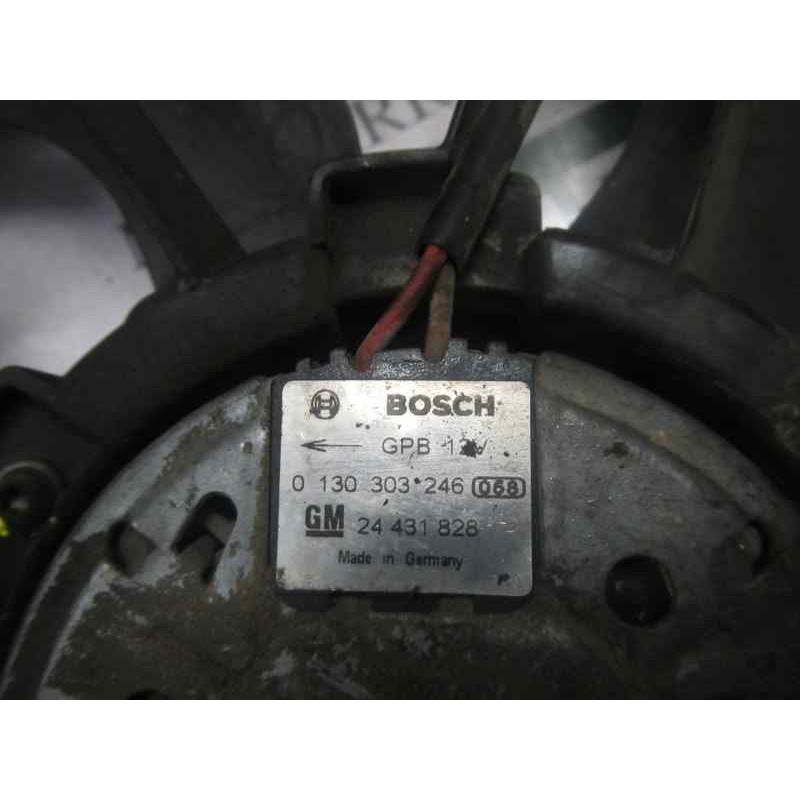 BOSCH
← GPB 12V
0 130 303 246 068
GM 24 431 828
Made in Germany